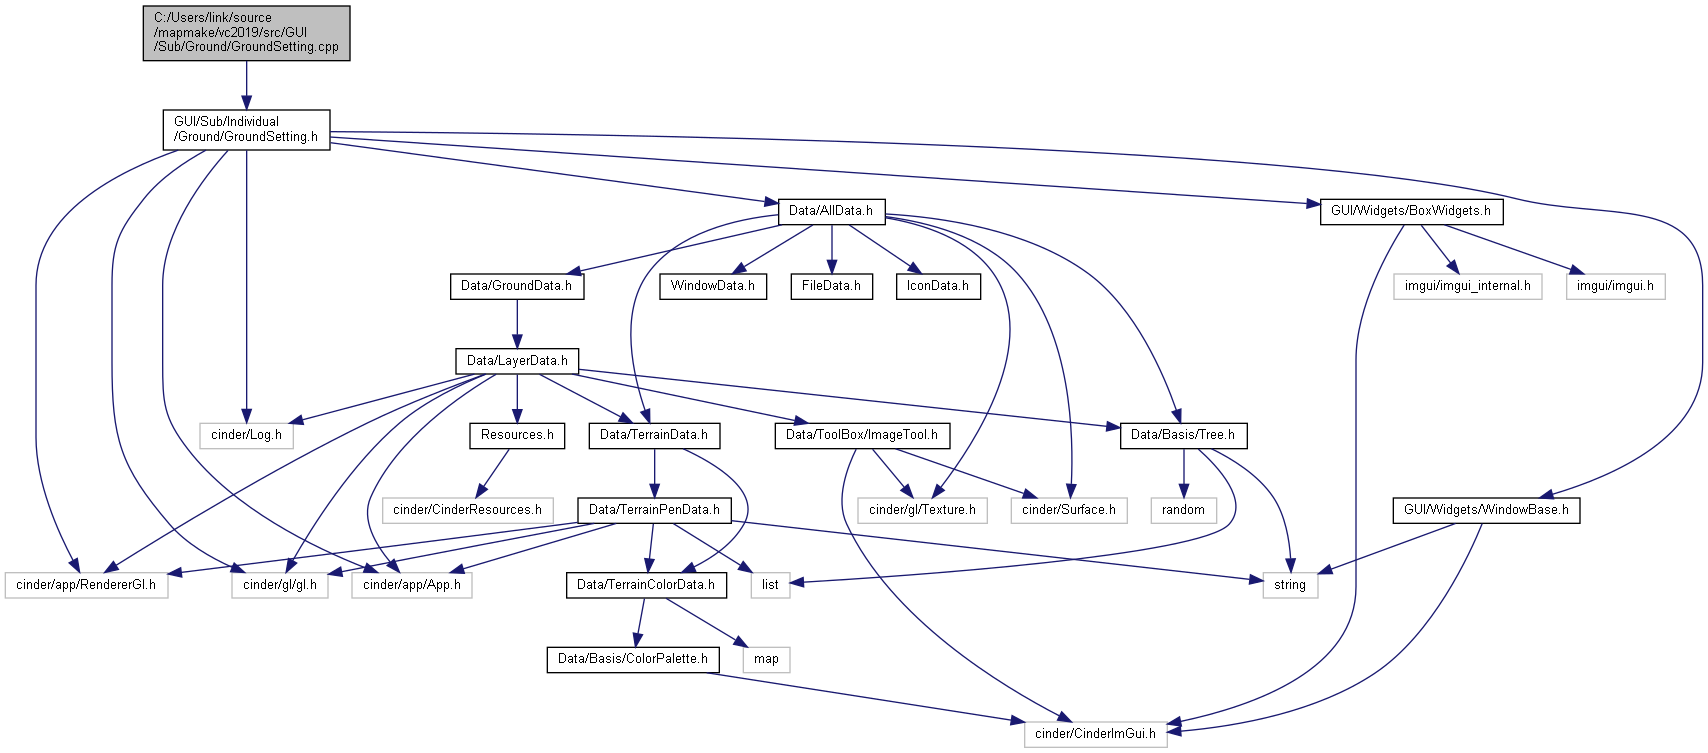 C:/Users/link/source
/mapmake/vc2019/src/GUI
/Sub/Ground/GroundSetting.cpp
GUI/Sub/Individual
/Ground/GroundSetting.h
Data/AllData.h
GUI/Widgets/BoxWidgets.h
Data/GroundData.h
WindowData.h
FileData.h
IconData.h
imgui/imgui_internal.h
imgui/imgui.h
Data/LayerData.h
cinder/Log.h
Resources.h
Data/TerrainData.h
Data/ToolBox/ImageTool.h
Data/Basis/Tree.h
cinder/CinderResources.h
Data/TerrainPenData.h
cinder/gl/Texture.h
cinder/Surface.h
random
GUI/Widgets/WindowBase.h
cinder/app/RendererGl.h
cinder/gl/gl.h
cinder/app/App.h
Data/TerrainColorData.h
list
string
Data/Basis/ColorPalette.h
map
cinder/CinderImGui.h